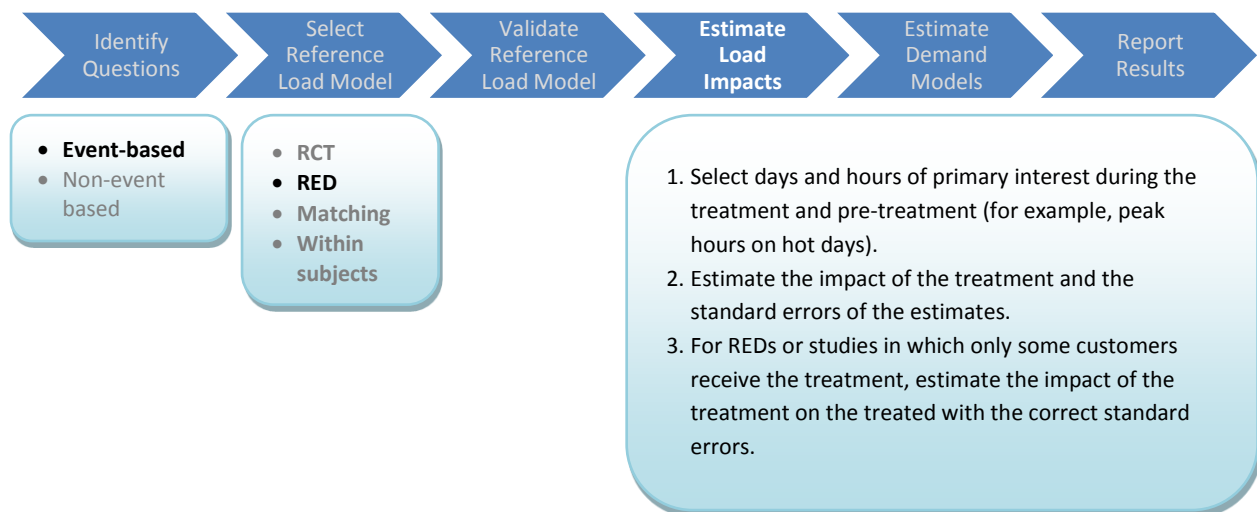 Identify
Questions
Select
Reference
Load Model
Validate
Reference
Load Model
Estimate
Load
Impacts
Estimate
Demand
Models
Report
Results
• Event-based
• Non-event
based
• RCT
• RED
• Matching
• Within
subjects
1. Select days and hours of primary interest during the
treatment and pre-treatment (for example, peak
hours on hot days).
2. Estimate the impact of the treatment and the
standard errors of the estimates.
3. For REDs or studies in which only some customers
receive the treatment, estimate the impact of the
treatment on the treated with the correct standard
errors.